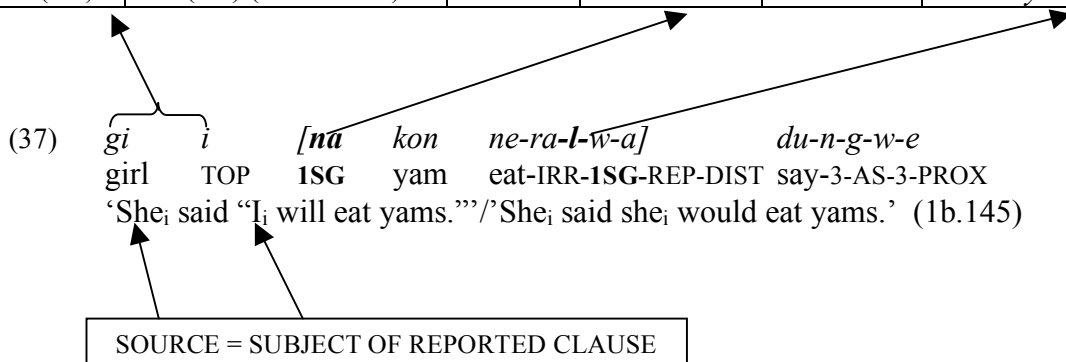 (37) gi i [na kon ne-ra-l-w-a] du-n-g-w-e
girl TOP 1SG yam eat-IRR-1SG-REP-DIST say-3-AS-3-PROX
‘Sheᵢ said “Iᵢ will eat yams.”’/’Sheᵢ said sheᵢ would eat yams.’ (1b.145)
SOURCE = SUBJECT OF REPORTED CLAUSE